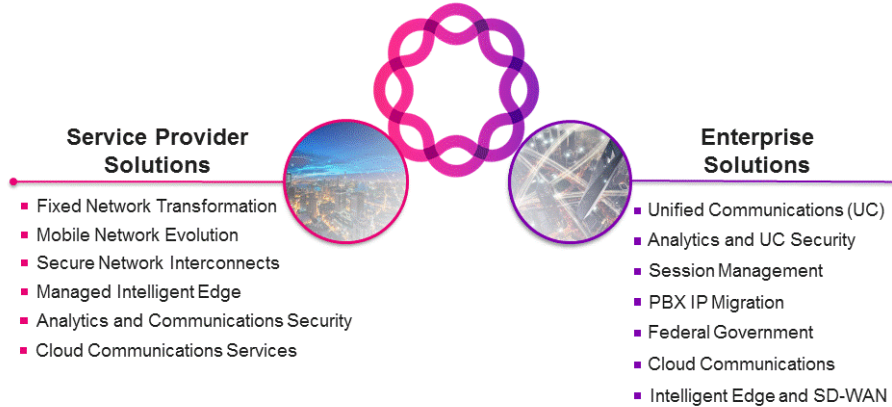 Service Provider
Solutions
Fixed Network Transformation
Mobile Network Evolution
Secure Network Interconnects
Managed Intelligent Edge
Analytics and Communications Security
Cloud Communications Services
Enterprise
Solutions
Unified Communications (UC)
Analytics and UC Security
Session Management
PBX IP Migration
Federal Government
Cloud Communications
Intelligent Edge and SD-WAN